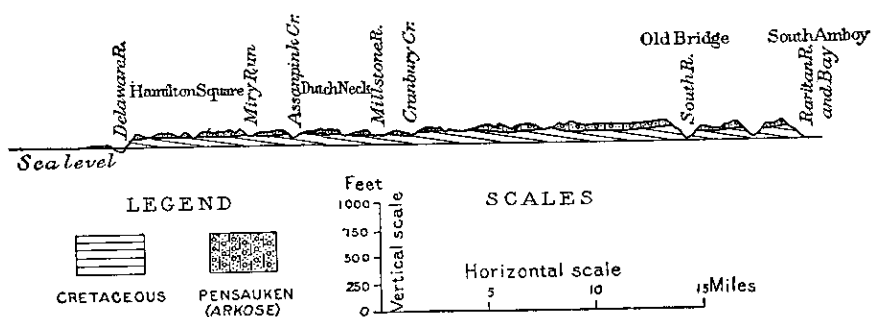 Delaware R.
Hamilton Square
Miry Run
Assanpink Cr.
Dutch Neck
Millstone R.
Cranbury Cr.
Old Bridge
South R.
South Amboy
Raritan R.
and Bay
Sea level
LEGEND
CRETACEOUS
PENSAUKEN
(ARKOSE)
SCALES
Feet
1000
750
500
250
0
Vertical scale
Horizontal scale
5
10
15 Miles